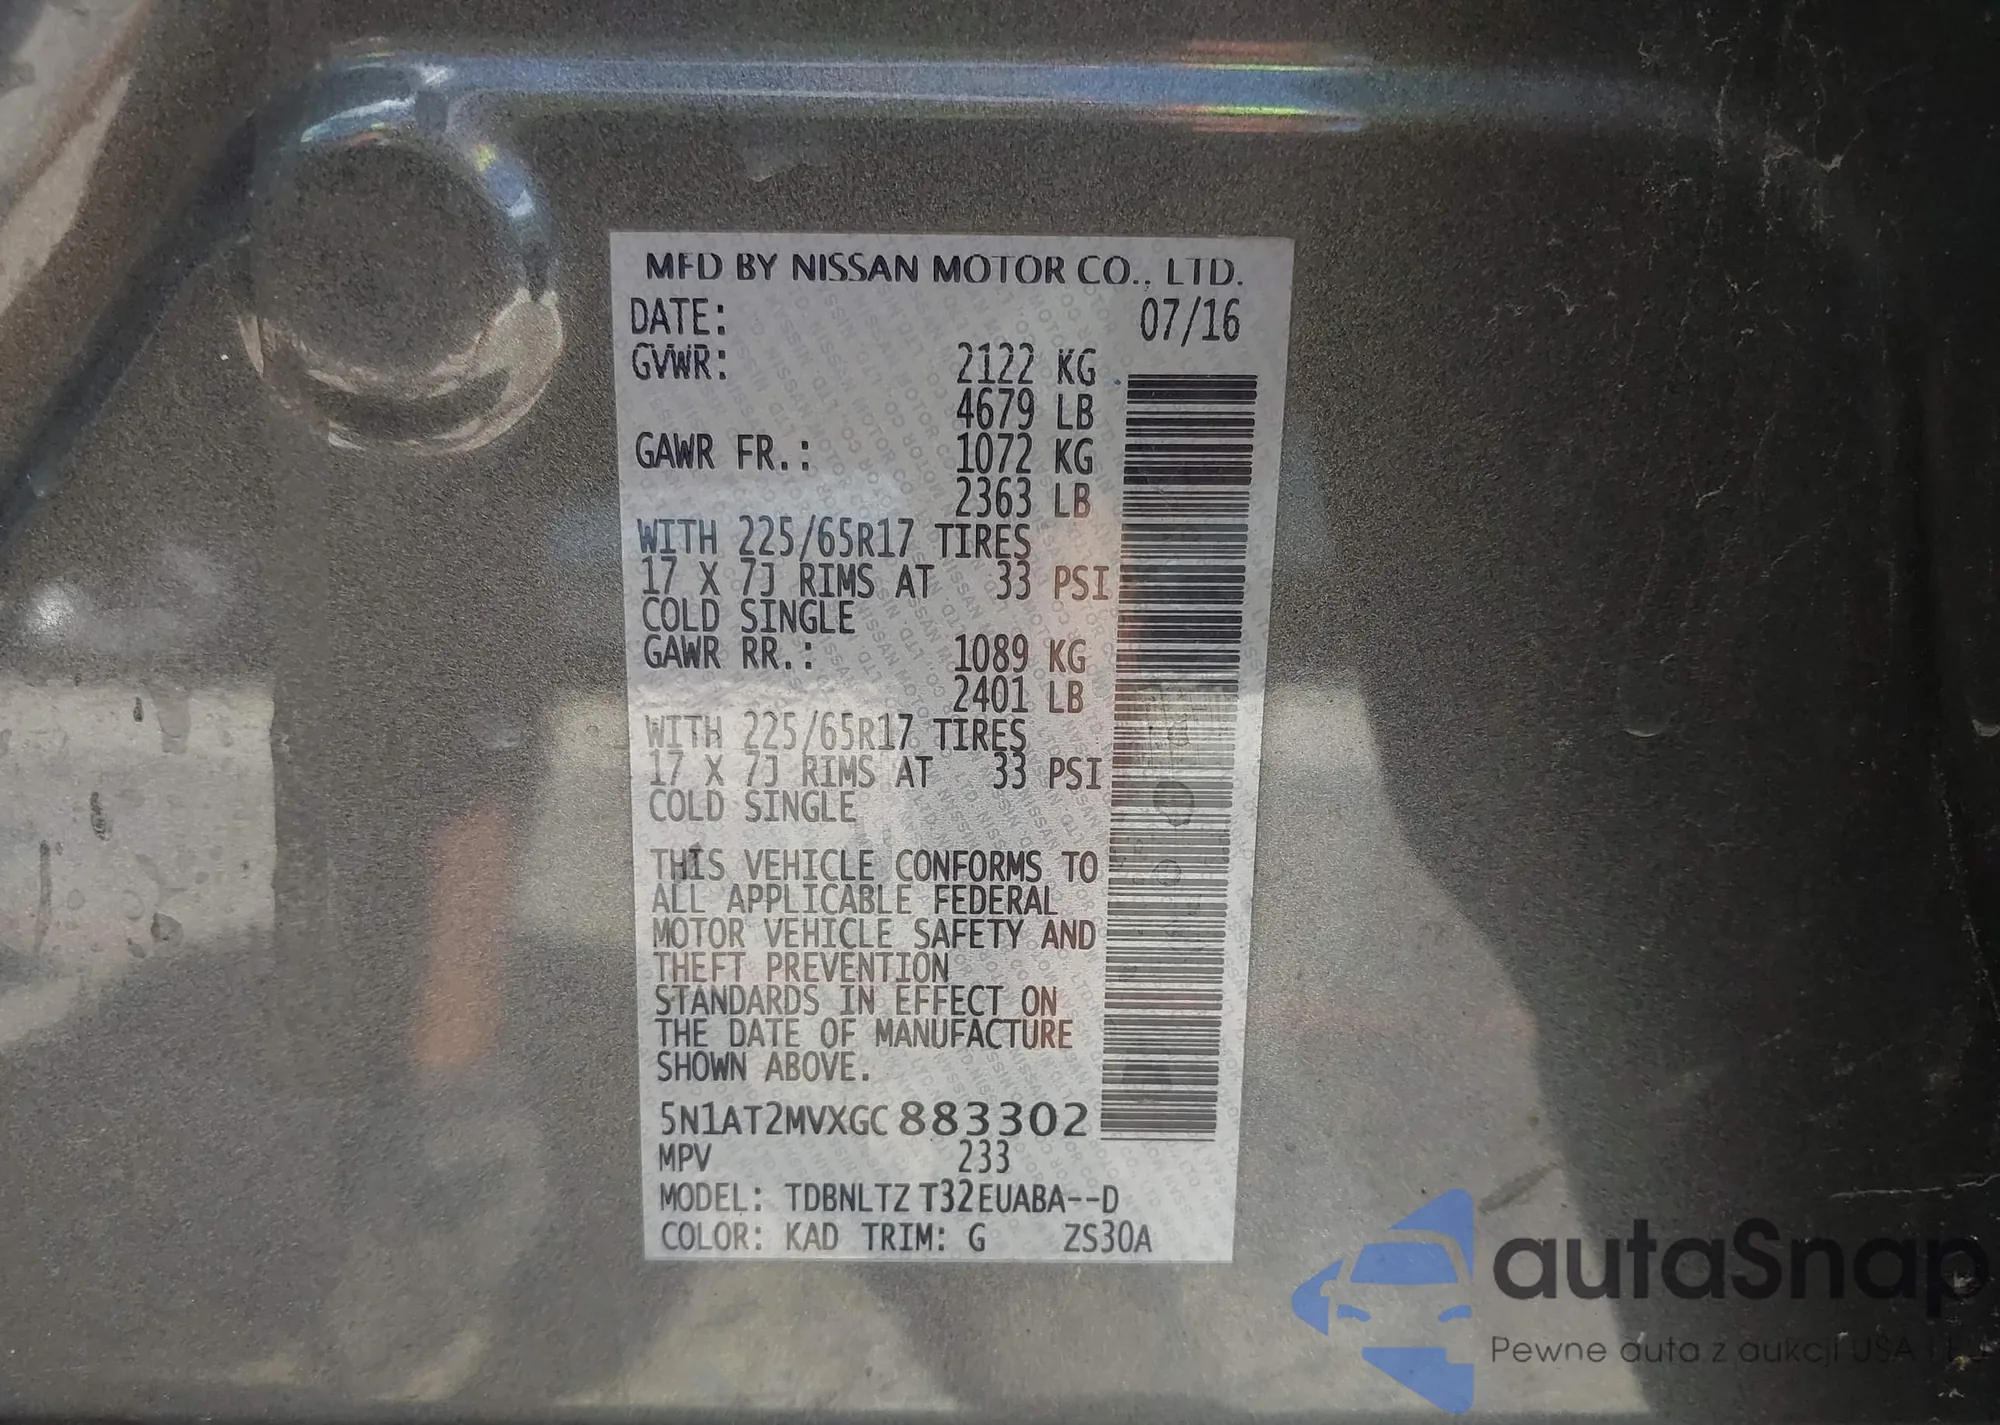 MFD BY NISSAN MOTOR CO., LTD.
DATE: 07/16
GVWR: 2122 KG
4679 LB
GAWR FR.: 1072 KG
2363 LB
WITH 225/65R17 TIRES
17 X 7J RIMS AT 33 PSI
COLD SINGLE
GAWR RR.: 1089 KG
2401 LB
WITH 225/65R17 TIRES
17 X 7J RIMS AT 33 PSI
COLD SINGLE
THIS VEHICLE CONFORMS TO
ALL APPLICABLE FEDERAL
MOTOR VEHICLE SAFETY AND
THEFT PREVENTION
STANDARDS IN EFFECT ON
THE DATE OF MANUFACTURE
SHOWN ABOVE.
5N1AT2MVXGC883302
MPV 233
MODEL: TDBNLTZ T32EUABA--D
COLOR: KAD TRIM: G ZS30A
autaSnap
Pewne auta z aukcji USA i EU